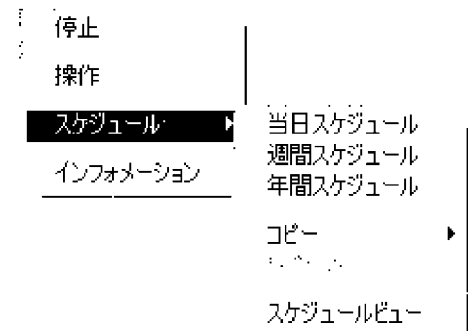 停止
操作
スケジュール
インフォメーション
当日スケジュール
週間スケジュール
年間スケジュール
コピー
スケジュールビュー